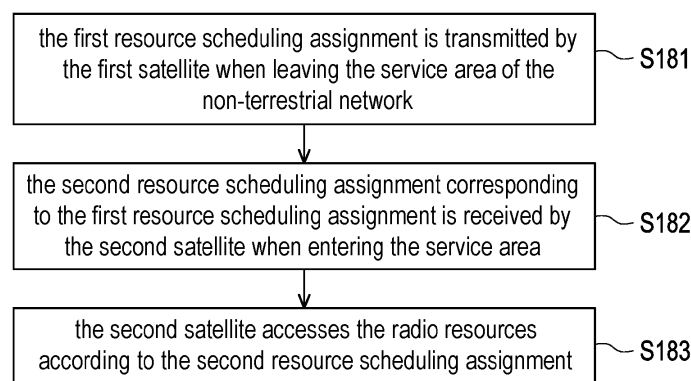 the first resource scheduling assignment is transmitted by
the first satellite when leaving the service area of the
non-terrestrial network
S181
the second resource scheduling assignment corresponding
to the first resource scheduling assignment is received by
the second satellite when entering the service area
S182
the second satellite accesses the radio resources
according to the second resource scheduling assignment
S183